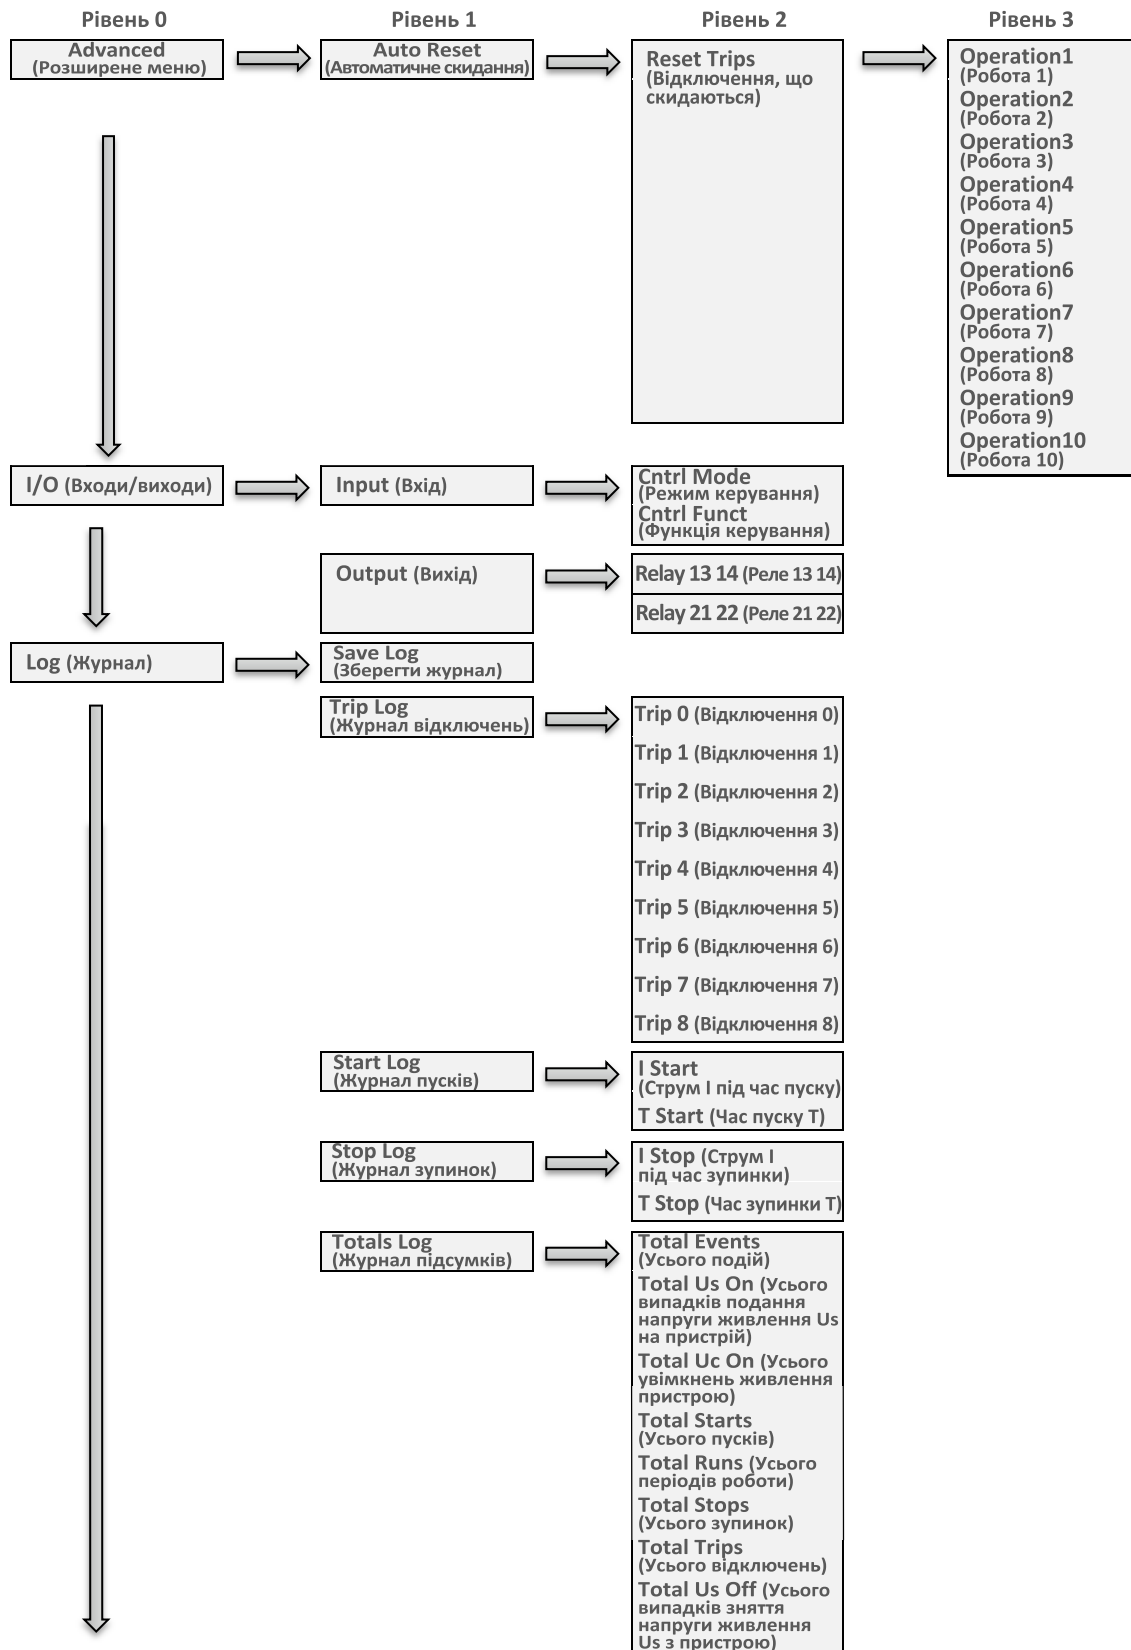 Рівень 0
Рівень 1
Рівень 2
Рівень 3
Advanced
(Розширене меню)
Auto Reset
(Автоматичне скидання)
Reset Trips
(Відключення, що
скидаються)
Operation1
(Робота 1)
Operation2
(Робота 2)
Operation3
(Робота 3)
Operation4
(Робота 4)
Operation5
(Робота 5)
Operation6
(Робота 6)
Operation7
(Робота 7)
Operation8
(Робота 8)
Operation9
(Робота 9)
Operation10
(Робота 10)
I/O (Входи/виходи)
Input (Вхід)
Cntrl Mode
(Режим керування)
Cntrl Funct
(Функція керування)
Output (Вихід)
Relay 13 14 (Реле 13 14)
Relay 21 22 (Реле 21 22)
Log (Журнал)
Save Log
(Зберегти журнал)
Trip Log
(Журнал відключень)
Trip 0 (Відключення 0)
Trip 1 (Відключення 1)
Trip 2 (Відключення 2)
Trip 3 (Відключення 3)
Trip 4 (Відключення 4)
Trip 5 (Відключення 5)
Trip 6 (Відключення 6)
Trip 7 (Відключення 7)
Trip 8 (Відключення 8)
Start Log
(Журнал пусків)
I Start
(Струм I під час пуску)
T Start (Час пуску T)
Stop Log
(Журнал зупинок)
I Stop (Струм I
під час зупинки)
T Stop (Час зупинки T)
Totals Log
(Журнал підсумків)
Total Events
(Усього подій)
Total Us On (Усього
випадків подання
напруги живлення Us
на пристрій)
Total Uc On (Усього
увімкнень живлення
пристрою)
Total Starts
(Усього пусків)
Total Runs (Усього
періодів роботи)
Total Stops
(Усього зупинок)
Total Trips
(Усього відключень)
Total Us Off (Усього
випадків зняття
напруги живлення
Us з пристрою)